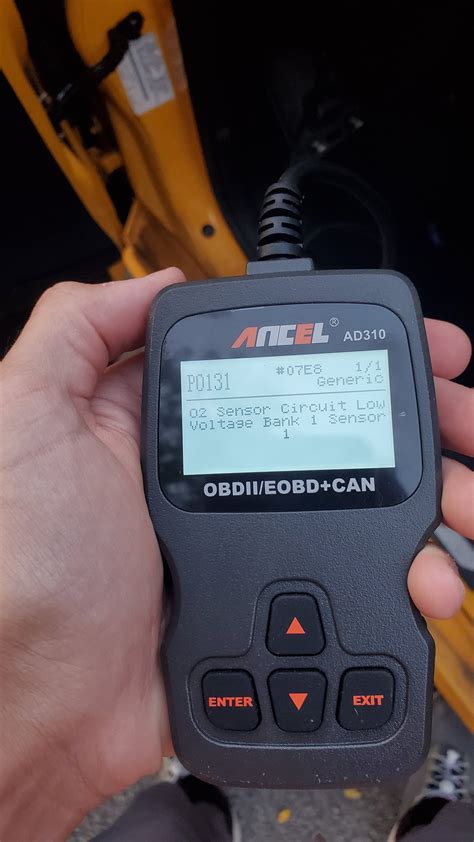 ANCEL® AD310
P0131 #07E8 1/1
Generic
O2 Sensor Circuit Low
Voltage Bank 1 Sensor
1
OBDII/EOBD+CAN
ENTER EXIT